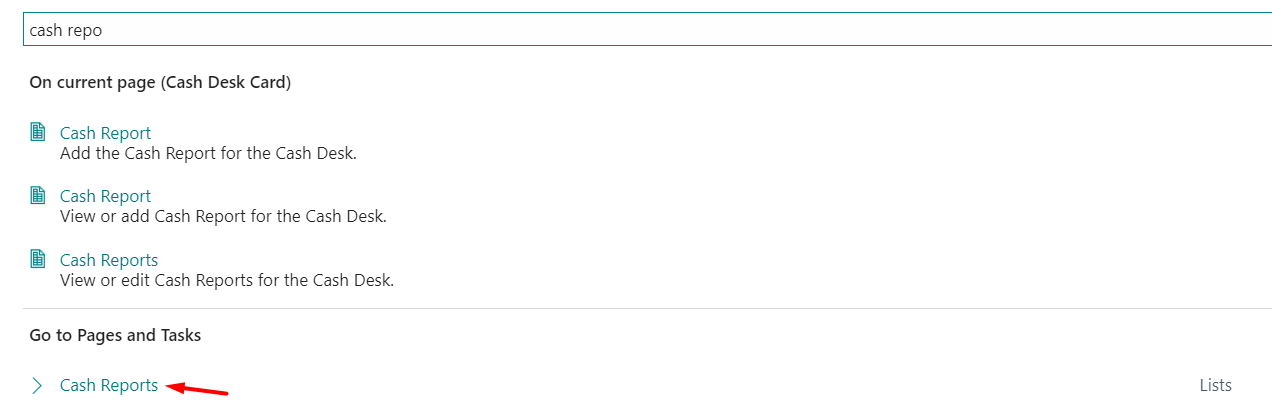 cash repo
On current page (Cash Desk Card)
Cash Report
Add the Cash Report for the Cash Desk.
Cash Report
View or add Cash Report for the Cash Desk.
Cash Reports
View or edit Cash Reports for the Cash Desk.
Go to Pages and Tasks
Cash Reports
Lists